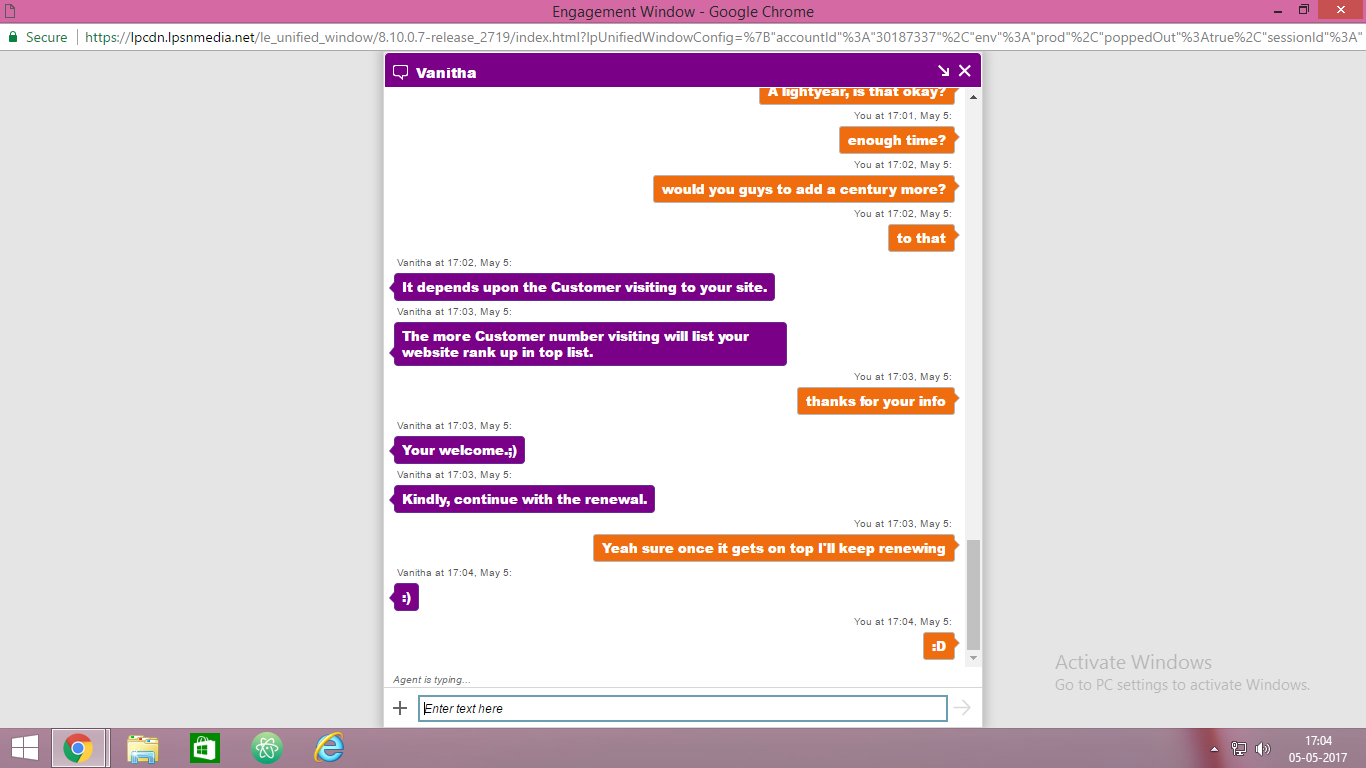 Engagement Window - Google Chrome
Secure https://lpcdn.lpsnmedia.net/le_unified_window/8.10.0.7-release_2719/index.html?lpUnifiedWindowConfig=%7B"accountId"%3A"30187337"%2C"env"%3A"prod"%2C"poppedOut"%3Atrue%2C"sessionId"%3A"
Vanitha
A lightyear, is that okay?
You at 17:01, May 5:
enough time?
You at 17:02, May 5:
would you guys to add a century more?
You at 17:02, May 5:
to that
Vanitha at 17:02, May 5:
It depends upon the Customer visiting to your site.
Vanitha at 17:03, May 5:
The more Customer number visiting will list your
website rank up in top list.
You at 17:03, May 5:
thanks for your info
Vanitha at 17:03, May 5:
Your welcome.;)
Vanitha at 17:03, May 5:
Kindly, continue with the renewal.
You at 17:03, May 5:
Yeah sure once it gets on top I'll keep renewing
Vanitha at 17:04, May 5:
:)
You at 17:04, May 5:
:D
Agent is typing...
Enter text here
Activate Windows
Go to PC settings to activate Windows.
17:04
05-05-2017